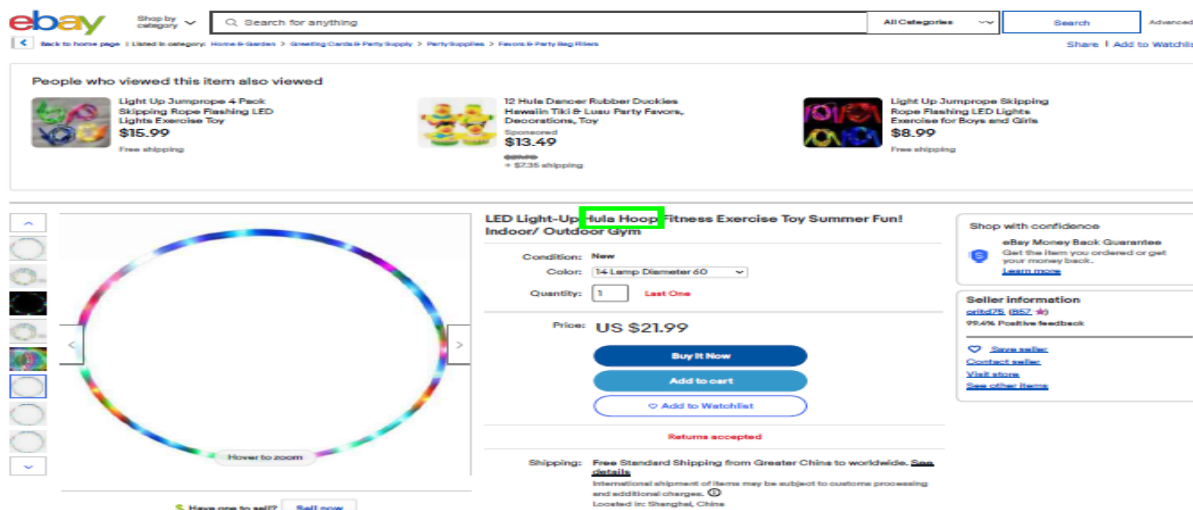 ebay
Shop by category
Search for anything
All Categories
Search
Advanced
Back to home page | Listed in category: Home & Garden > Greeting Cards & Party Supply > Party Supplies > Favors & Party Bag Fillers
Share | Add to Watchlis
People who viewed this item also viewed
Light Up Jumprope 4 Pack
Skipping Rope Flashing LED
Lights Exercise Toy
$15.99
Free shipping
12 Hula Dancer Rubber Duckies
Hawaiin Tiki & Luau Party Favors,
Decorations, Toy
Sponsored
$13.49
+ $7.35 shipping
Light Up Jumprope Skipping
Rope Flashing LED Lights
Exercise for Boys and Girls
$8.99
Free shipping
LED Light-Up Hula Hoop Fitness Exercise Toy Summer Fun!
Indoor/ Outdoor Gym
Condition: New
Color: 14 Lamp Diameter 60
Quantity: 1 Last One
Price: US $21.99
Buy It Now
Add to cart
Add to Watchlist
Returns accepted
Shipping: Free Standard Shipping from Greater China to worldwide. See
details
International shipment of items may be subject to customs processing
and additional charges.
Located in: Shanghai, China
Hover to zoom
Have one to sell? Sell now
Shop with confidence
eBay Money Back Guarantee
Get the item you ordered or get
your money back.
Learn more
Seller information
oritd75 (857)
99.4% Positive feedback
Save seller
Contact seller
Visit store
See other items